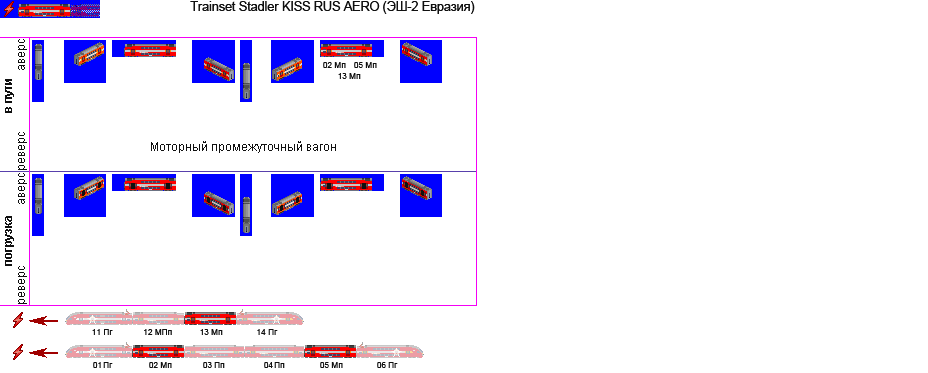 Trainset Stadler KISS RUS AERO (ЭШ-2 Евразия)
аверс
02 Мп 05 Мп
13 Мп
в пути
реверс
Моторный промежуточный вагон
аверс
погрузка
реверс
11 Пг 12 МПп 13 Мп 14 Пг
01 Пг 02 Мп 03 Пп 04 Пп 05 Мп 06 Пг